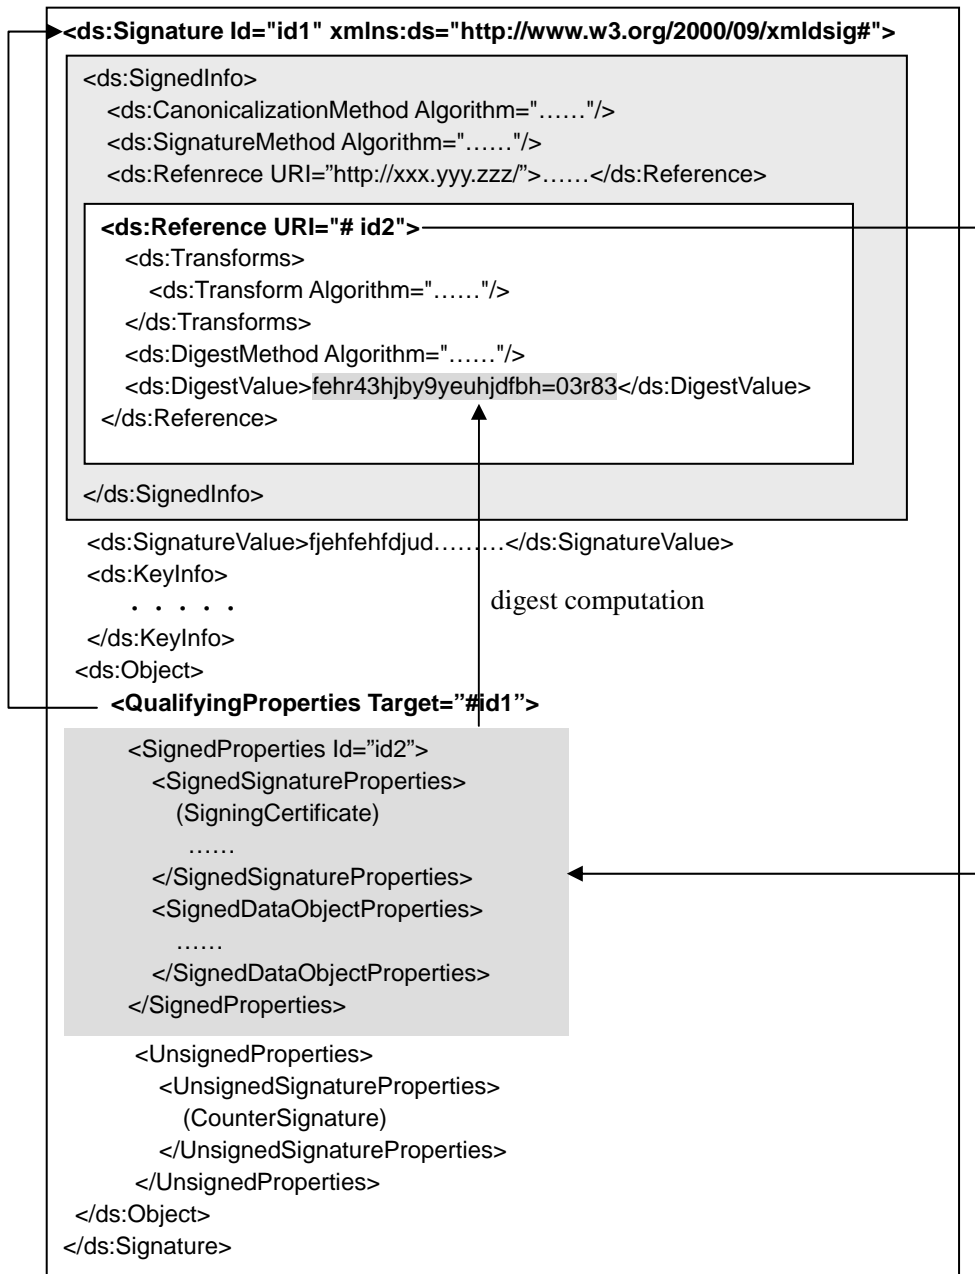 <ds:Signature Id="id1" xmlns:ds="http://www.w3.org/2000/09/xmldsig#">
<ds:SignedInfo>
<ds:CanonicalizationMethod Algorithm="……"/>
<ds:SignatureMethod Algorithm="……"/>
<ds:Refenrece URI=”http://xxx.yyy.zzz/”>……</ds:Reference>
<ds:Reference URI="# id2">
<ds:Transforms>
<ds:Transform Algorithm="……"/>
</ds:Transforms>
<ds:DigestMethod Algorithm="……"/>
<ds:DigestValue>fehr43hjby9yeuhjdfbh=03r83</ds:DigestValue>
</ds:Reference>
</ds:SignedInfo>
<ds:SignatureValue>fjehfehfdjud………</ds:SignatureValue>
<ds:KeyInfo>
・・・・・
digest computation
</ds:KeyInfo>
<ds:Object>
<QualifyingProperties Target=”#id1”>
<SignedProperties Id=”id2”>
<SignedSignatureProperties>
(SigningCertificate)
……
</SignedSignatureProperties>
<SignedDataObjectProperties>
……
</SignedDataObjectProperties>
</SignedProperties>
<UnsignedProperties>
<UnsignedSignatureProperties>
(CounterSignature)
</UnsignedSignatureProperties>
</UnsignedProperties>
</ds:Object>
</ds:Signature>